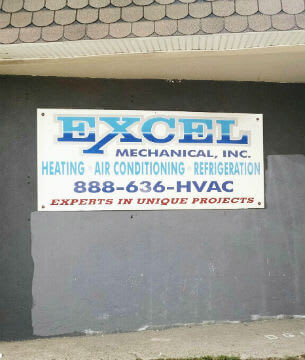 EXCEL
MECHANICAL, INC.
HEATING • AIR CONDITIONING • REFRIGERATION
888-636-HVAC
EXPERTS IN UNIQUE PROJECTS